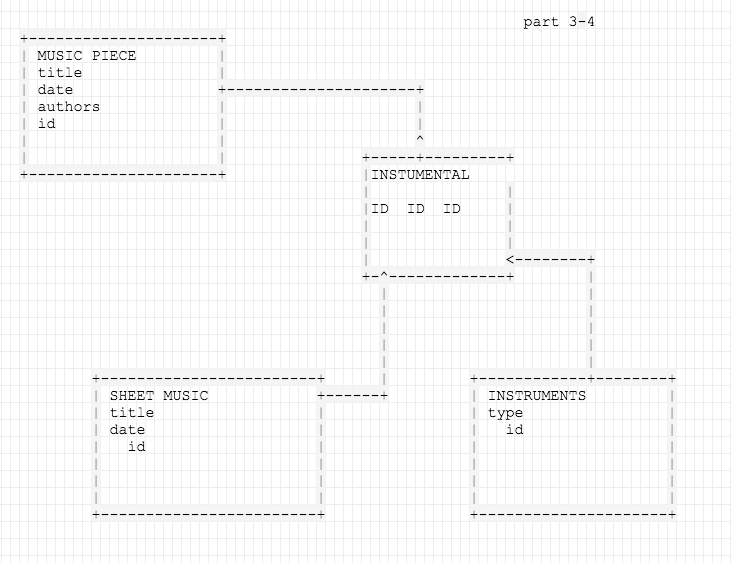 part 3-4
MUSIC PIECE
title
date
authors
id
INSTUMENTAL
ID ID ID
SHEET MUSIC
title
date
id
INSTRUMENTS
type
id